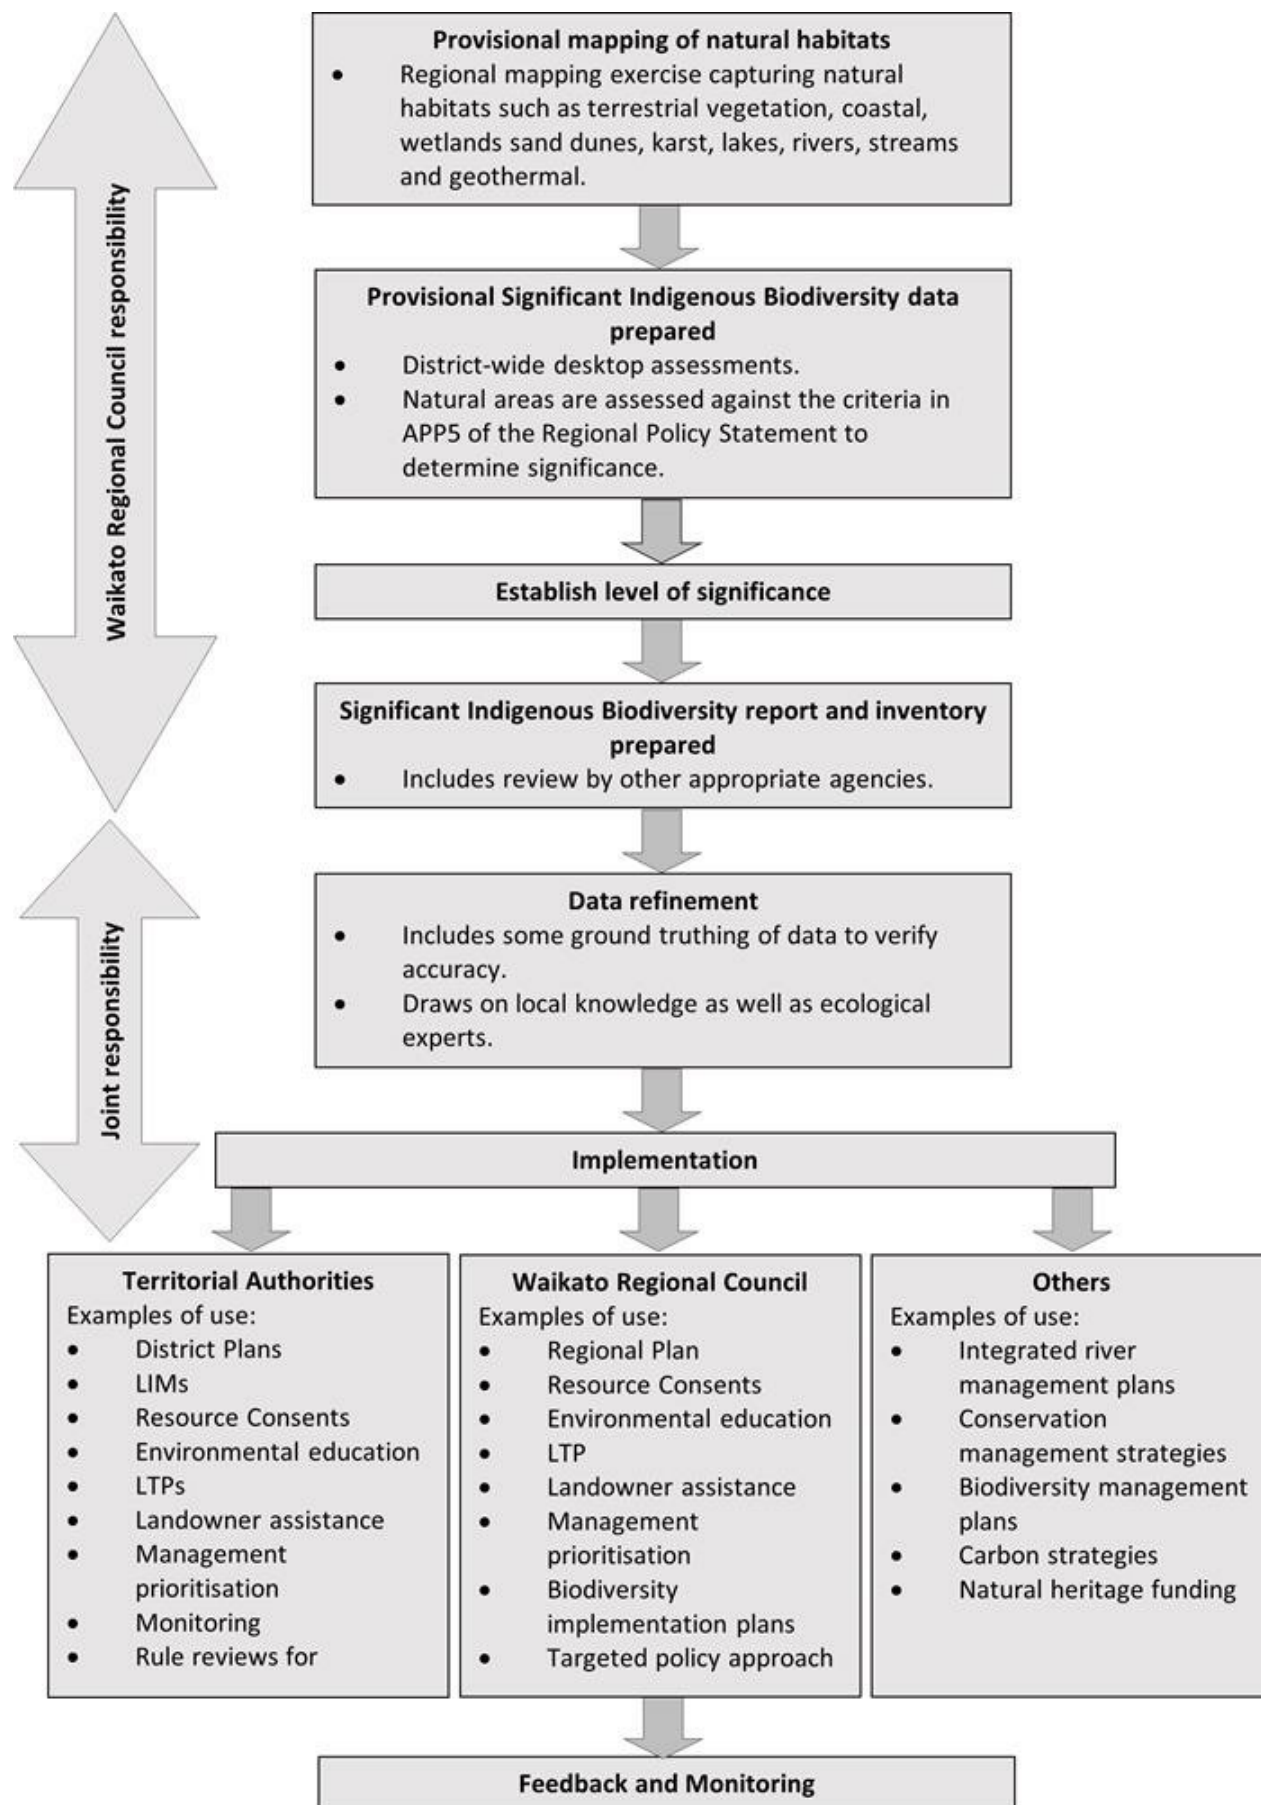 Provisional mapping of natural habitats
• Regional mapping exercise capturing natural
habitats such as terrestrial vegetation, coastal,
wetlands sand dunes, karst, lakes, rivers, streams
and geothermal.
Waikato Regional Council responsibility
Provisional Significant Indigenous Biodiversity data
prepared
• District-wide desktop assessments.
• Natural areas are assessed against the criteria in
APP5 of the Regional Policy Statement to
determine significance.
Establish level of significance
Significant Indigenous Biodiversity report and inventory
prepared
• Includes review by other appropriate agencies.
Joint responsibility
Data refinement
• Includes some ground truthing of data to verify
accuracy.
• Draws on local knowledge as well as ecological
experts.
Implementation
Territorial Authorities
Examples of use:
• District Plans
• LIMs
• Resource Consents
• Environmental education
• LTPs
• Landowner assistance
• Management
prioritisation
• Monitoring
• Rule reviews for
Waikato Regional Council
Examples of use:
• Regional Plan
• Resource Consents
• Environmental education
• LTP
• Landowner assistance
• Management
prioritisation
• Biodiversity
implementation plans
• Targeted policy approach
Others
Examples of use:
• Integrated river
management plans
• Conservation
management strategies
• Biodiversity management
plans
• Carbon strategies
• Natural heritage funding
Feedback and Monitoring